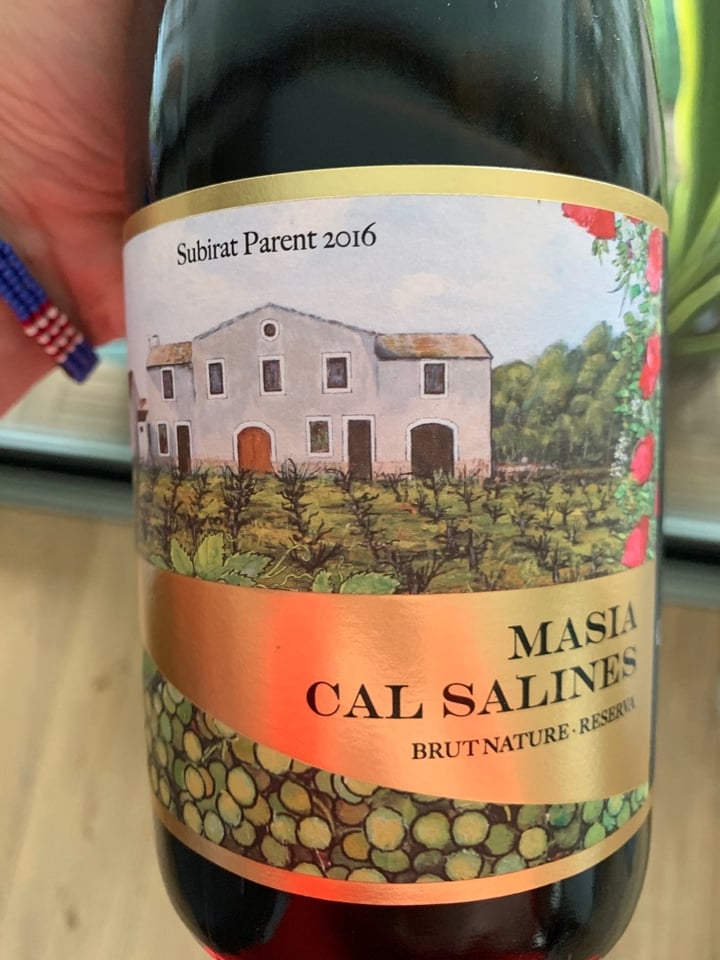 Subirat Parent 2016
MASIA
CAL SALINES
BRUT NATURE · RESERVA